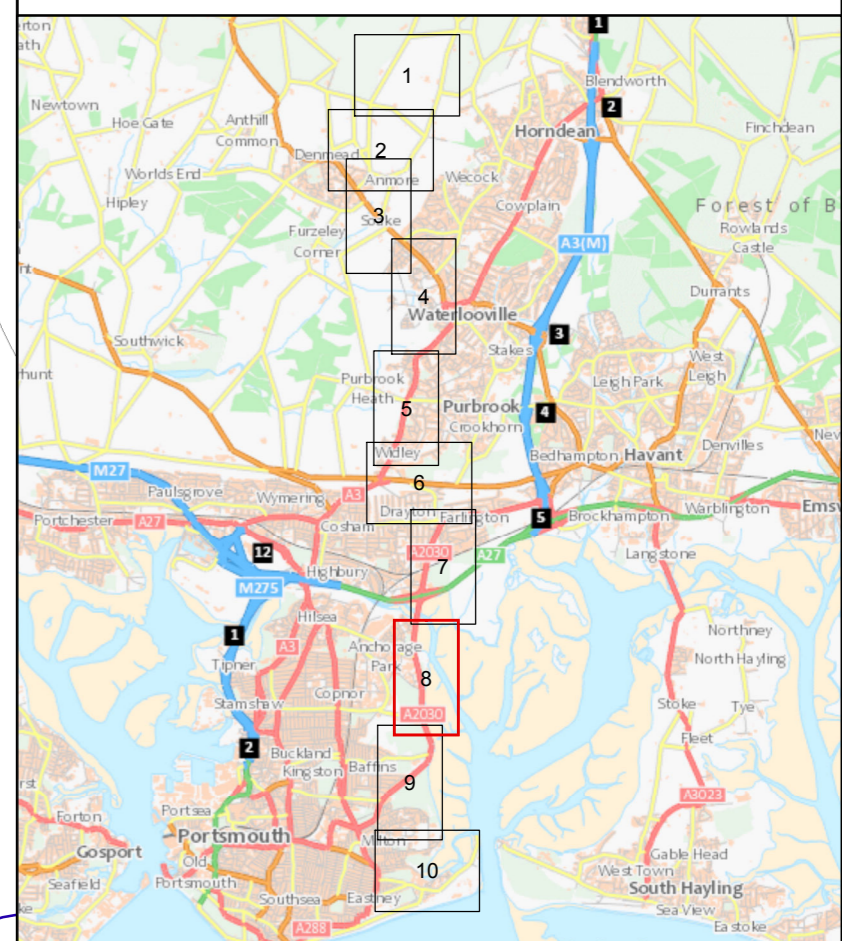 erton
ath
1
Blendworth
1
2
Newtown
Hoe Gate
Anthill
Common
Horndean
Finchdean
2
Denmead
Worlds End
Anmore
Wecock
Hipley
Cowplain
Forest of B
3
Soake
Furzeley
Corner
Rowlands
Castle
A3(M)
4
Durrants
Waterlooville
3
Southwick
Stakes
West
Leigh
Purbrook
Heath
Leigh Park
hunt
5
Purbrook
4
Crookhorn
Denvilles
New
Widley
Bedhampton
Havant
M27
6
Paulsgrove
Wymering
A3
Warblington
Emsw
Drayton
Farlington
5
Brockhampton
Portchester
A27
Cosham
12
A2030
A27
Langstone
7
Highbury
M275
Hilsea
1
A3
Anchorage
Park
Northney
North Hayling
Tipner
8
Copnor
Stamshaw
A2030
Stoke
Tye
2
Buckland
Fleet
Kingston
Baffins
9
A3023
Portsea
Forton
Portsmouth
Milton
Gosport
Old
Portsmouth
10
Gable Head
West Town
Seafield
Southsea
Eastney
South Hayling
Sea View
A288
Eastoke